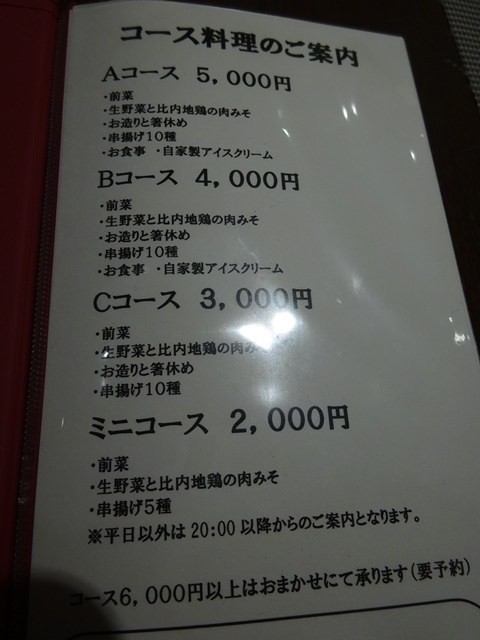 コース料理のご案内
Aコース 5,000円
・前菜
・生野菜と比内地鶏の肉みそ
・お造りと箸休め
・串揚げ10種
・お食事 ・自家製アイスクリーム
Bコース 4,000円
・前菜
・生野菜と比内地鶏の肉みそ
・お造りと箸休め
・串揚げ10種
・お食事 ・自家製アイスクリーム
Cコース 3,000円
・前菜
・生野菜と比内地鶏の肉みそ
・お造りと箸休め
・串揚げ10種
ミニコース 2,000円
・前菜
・生野菜と比内地鶏の肉みそ
・串揚げ5種
※平日以外は20:00以降からのご案内となります。
コース6,000円以上はおまかせにて承ります(要予約)